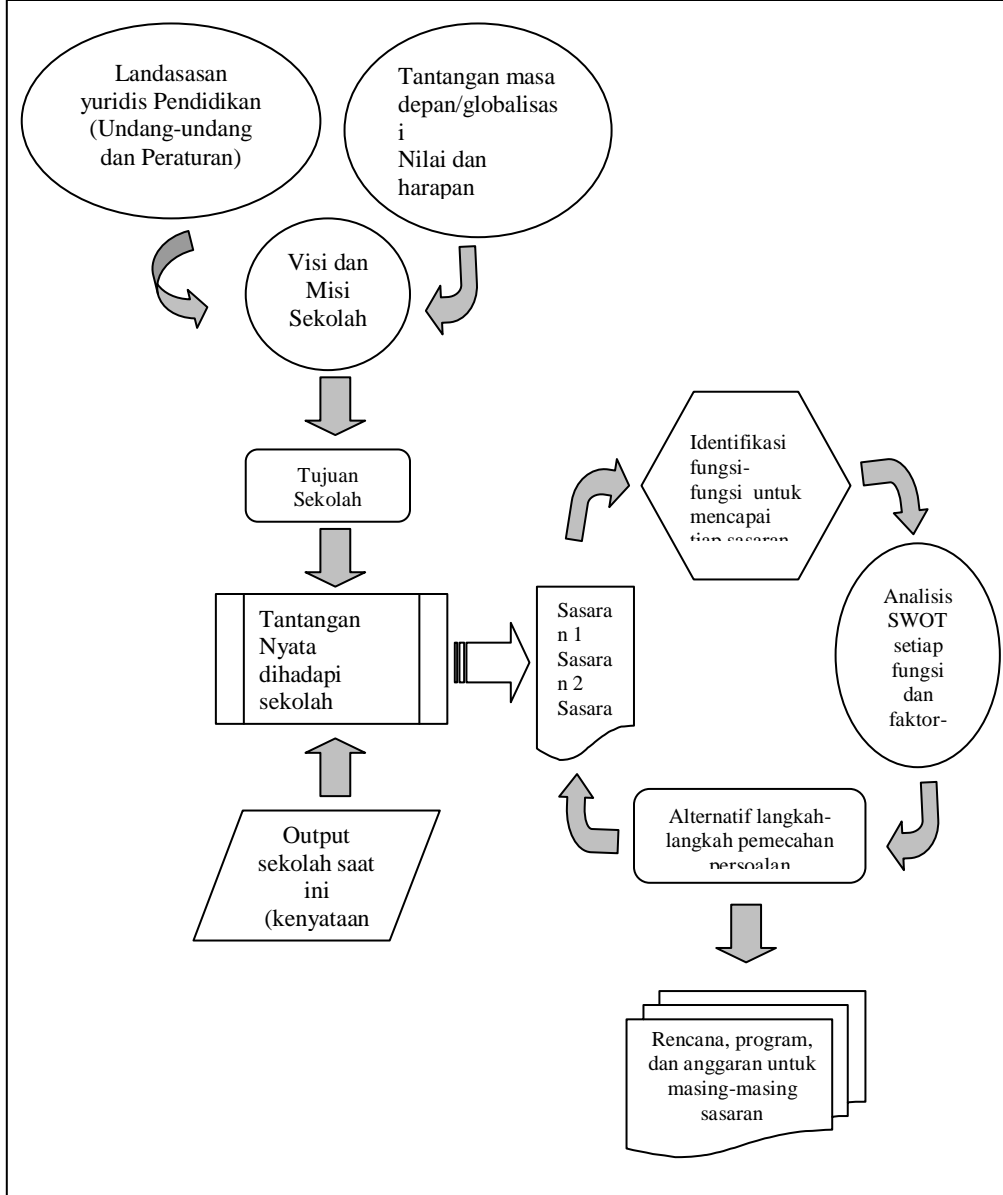 Landasasan
yuridis Pendidikan
(Undang-undang
dan Peraturan)
Tantangan masa
depan/globalisas
i
Nilai dan
harapan
Visi dan
Misi
Sekolah
Tujuan
Sekolah
Tantangan
Nyata
dihadapi
sekolah
Output
sekolah saat
ini
(kenyataan
Sasara
n 1
Sasara
n 2
Sasara
Identifikasi
fungsi-
fungsi untuk
mencapai
tiap sasaran
Analisis
SWOT
setiap
fungsi
dan
faktor-
Alternatif langkah-
langkah pemecahan
persoalan
Rencana, program,
dan anggaran untuk
masing-masing
sasaran